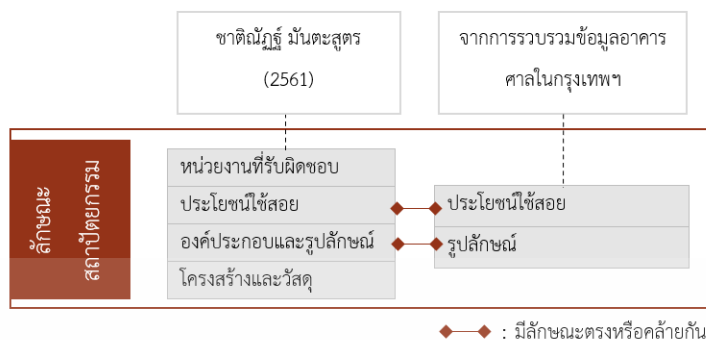 ชาติณัฏฐ์ มันตะสูตร
(2561)
จากการรวบรวมข้อมูลอาคาร
ศาลในกรุงเทพฯ
ลักษณะ
สถาปัตยกรรม
หน่วยงานที่รับผิดชอบ
ประโยชน์ใช้สอย
องค์ประกอบและรูปลักษณ์
โครงสร้างและวัสดุ
ประโยชน์ใช้สอย
รูปลักษณ์
: มีลักษณะตรงหรือคล้ายกัน